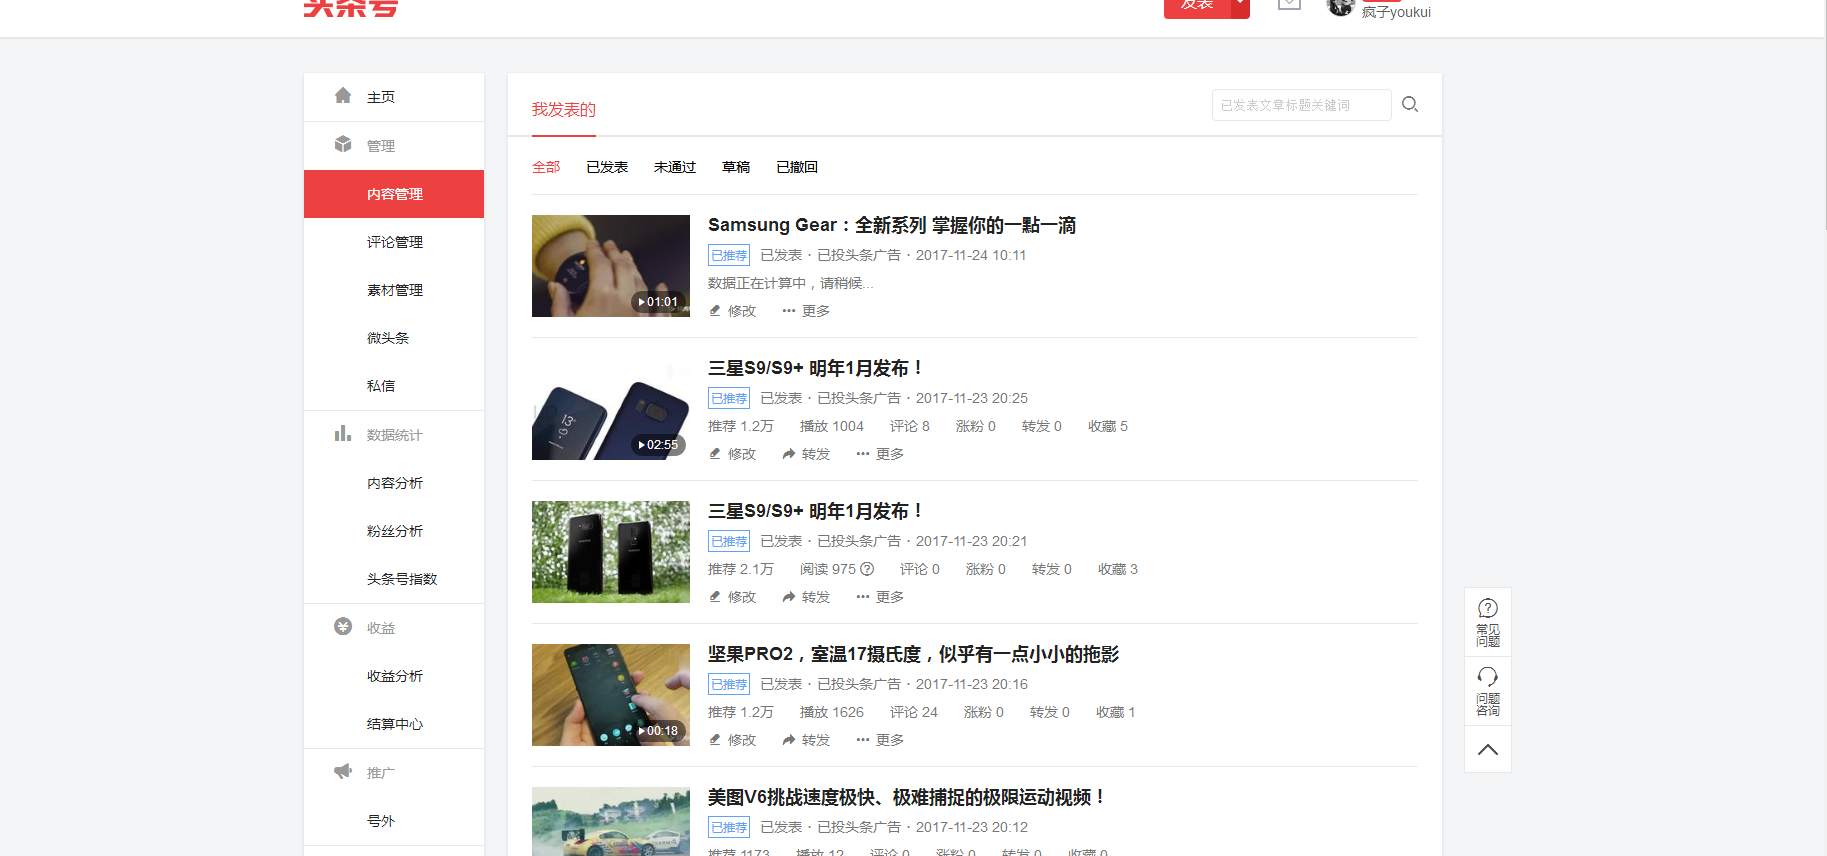 头条号
发表
疯子youkui
主页
管理
内容管理
评论管理
素材管理
微头条
私信
数据统计
内容分析
粉丝分析
头条号指数
收益
收益分析
结算中心
推广
号外
我发表的
已发表文章标题关键词
全部 已发表 未通过 草稿 已撤回
Samsung Gear：全新系列 掌握你的一點一滴
已推荐 已发表 · 已投头条广告 · 2017-11-24 10:11
数据正在计算中，请稍候...
01:01
修改 ··· 更多
三星S9/S9+ 明年1月发布！
已推荐 已发表 · 已投头条广告 · 2017-11-23 20:25
推荐 1.2万 播放 1004 评论 8 涨粉 0 转发 0 收藏 5
02:55
修改 转发 ··· 更多
三星S9/S9+ 明年1月发布！
已推荐 已发表 · 已投头条广告 · 2017-11-23 20:21
推荐 2.1万 阅读 975 ? 评论 0 涨粉 0 转发 0 收藏 3
修改 转发 ··· 更多
坚果PRO2，室温17摄氏度，似乎有一点小小的拖影
已推荐 已发表 · 已投头条广告 · 2017-11-23 20:16
推荐 1.2万 播放 1626 评论 24 涨粉 0 转发 0 收藏 1
00:18
修改 转发 ··· 更多
美图V6挑战速度极快、极难捕捉的极限运动视频！
已推荐 已发表 · 已投头条广告 · 2017-11-23 20:12
推荐 1173 播放 12 评论 0 涨粉 0 转发 0 收藏 0
常见
问题
问题
咨询